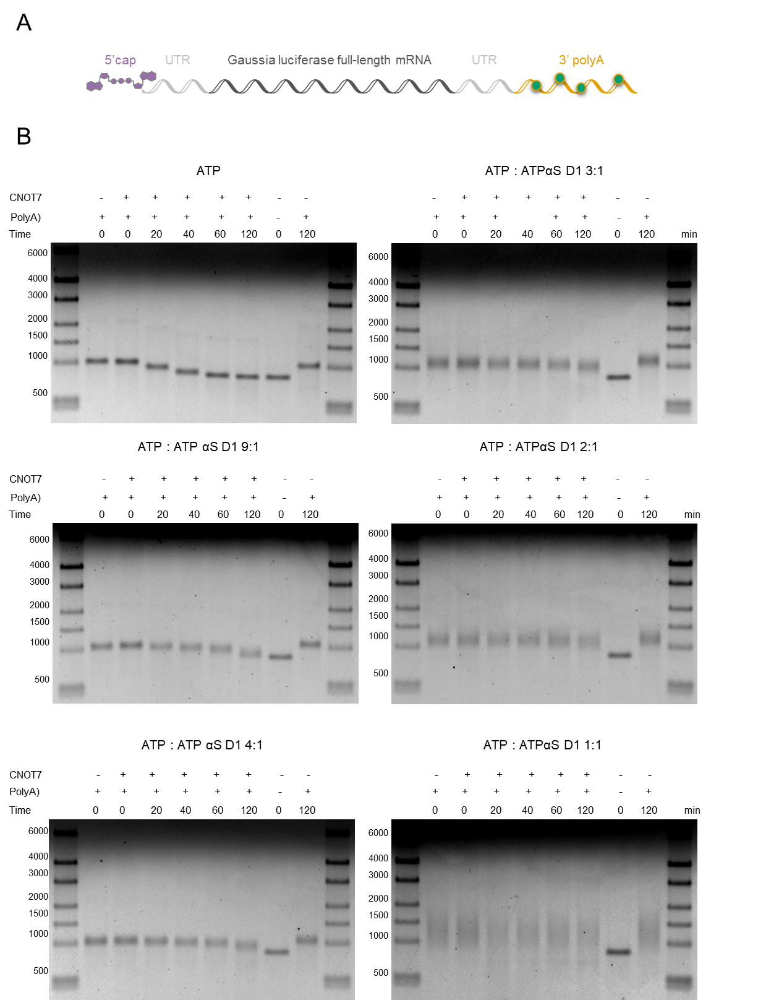 A
5'cap UTR Gaussia luciferase full-length mRNA UTR 3' polyA
B
ATP
CNOT7 - + + + + + - -
PolyA) + + + + + + - +
Time 0 0 20 40 60 120 0 120
6000
4000
3000
2000
1500
1000
500
ATP : ATPαS D1 3:1
- + + + + + - -
+ + + + + - +
0 0 20 40 60 120 0 120 min
6000
4000
3000
2000
1500
1000
500
ATP : ATP αS D1 9:1
CNOT7 - + + + + + - -
PolyA) + + + + + + - +
Time 0 0 20 40 60 120 0 120
6000
4000
3000
2000
1500
1000
500
ATP : ATPαS D1 2:1
- + + + + + - -
+ + + + + + - +
0 0 20 40 60 120 0 120 min
6000
4000
3000
2000
1500
1000
500
ATP : ATP αS D1 4:1
CNOT7 - + + + + + - -
PolyA) + + + + + + - +
Time 0 0 20 40 60 120 0 120
6000
4000
3000
2000
1500
1000
500
ATP : ATPαS D1 1:1
- + + + + + - -
+ + + + + + - +
0 0 20 40 60 120 0 120 min
6000
4000
3000
2000
1500
1000
500